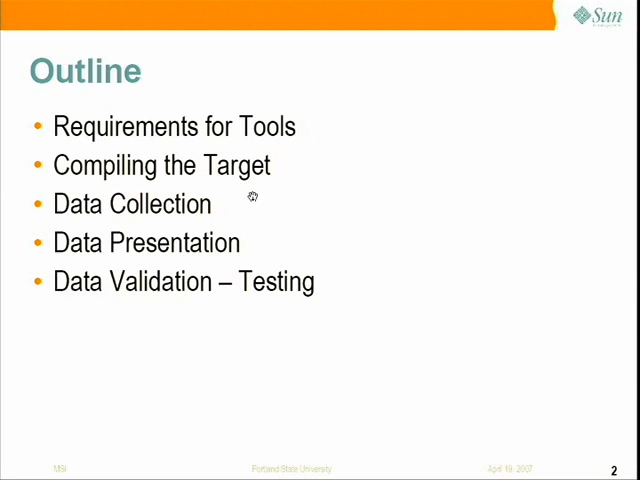 Sun
Outline
• Requirements for Tools
• Compiling the Target
• Data Collection
• Data Presentation
• Data Validation – Testing
Portland State University
April 19, 2007
2